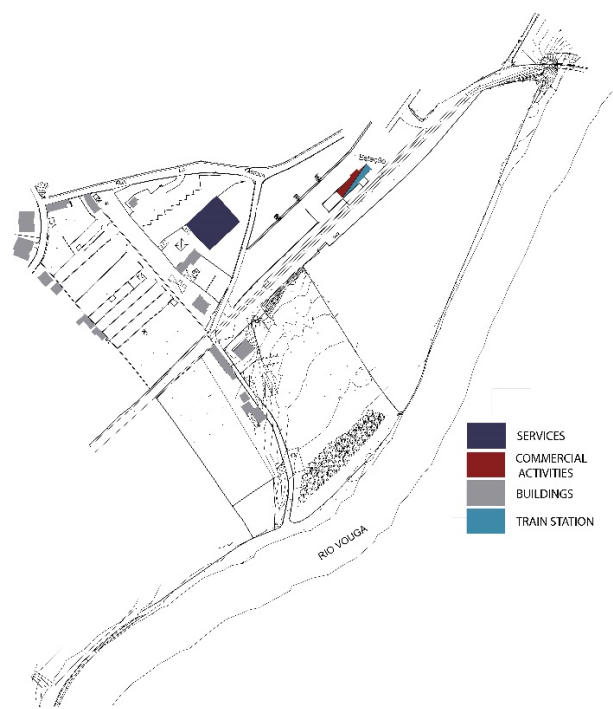 Estação
SERVICES
COMMERCIAL
ACTIVITIES
BUILDINGS
TRAIN STATION
RIO VOUGA